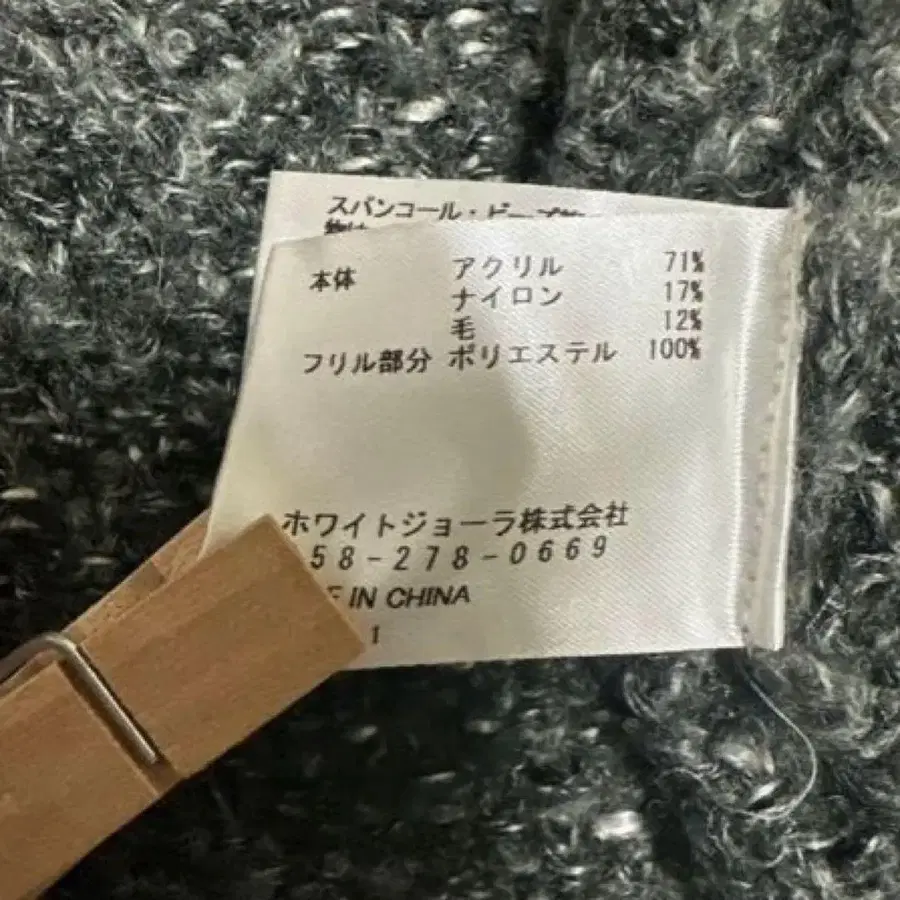 スパンコール・ビーズ
本体 アクリル 71%
ナイロン 17%
毛 12%
フリル部分 ポリエステル 100%
ホワイトジョーラ株式会社
58-278-0669
E IN CHINA
1